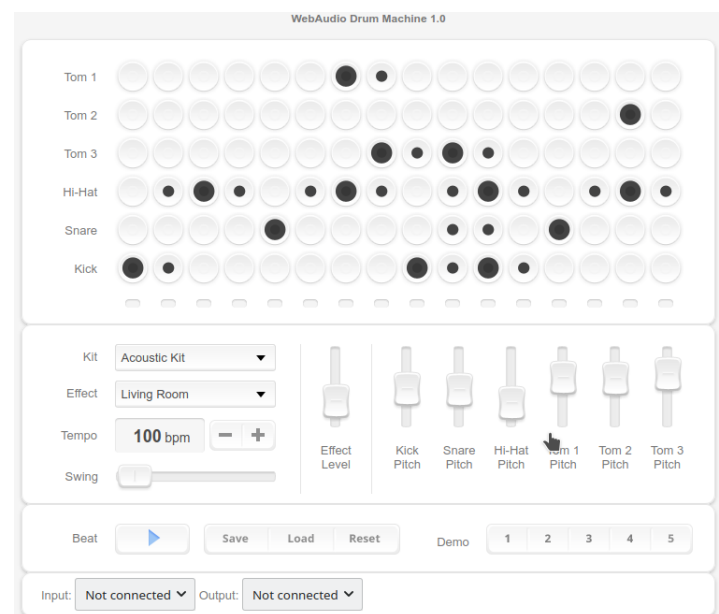 WebAudio Drum Machine 1.0
Tom 1
Tom 2
Tom 3
Hi-Hat
Snare
Kick
Kit
Acoustic Kit
Effect
Living Room
Tempo
100 bpm
Swing
Effect
Level
Kick
Pitch
Snare
Pitch
Hi-Hat
Pitch
Tom 1
Pitch
Tom 2
Pitch
Tom 3
Pitch
Beat
Save Load Reset
Demo
1 2 3 4 5
Input: Not connected Output: Not connected